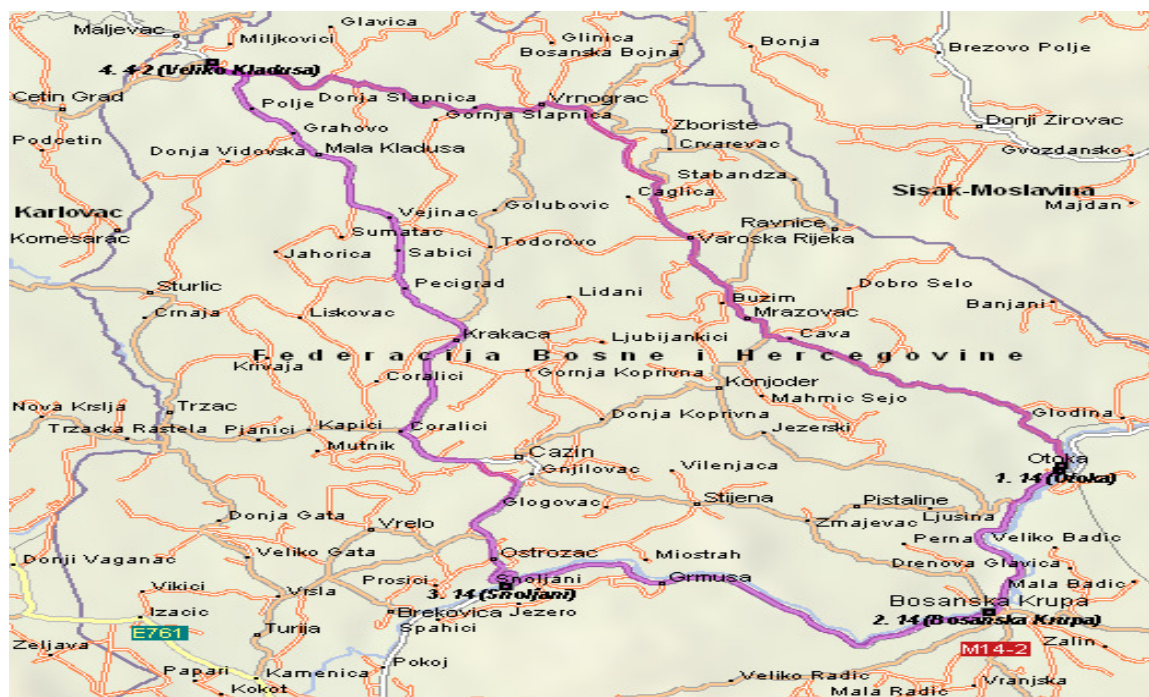 Glavica
Maljevac
Miljkovici
Glinica
Bosanska Bojna
Bonja
Brezovo Polje
4. 4-2 (Veliko Kladusa)
Cetin Grad
Polje
Donja Slapnica
Vrnograc
Gornja Slapnica
Grahovo
Zboriste
Donji Zirovac
Podcetin
Donja Vidovska
Mala Kladusa
Crvarevac
Gvozdansko
Stabandza
Caglica
Sisak-Moslavina
Majdan
Karlovac
Vejinac
Golubovic
Ravnice
Komesarac
Sumatac
Todorovo
Varoska Rijeka
Jahorica
Sabici
Sturlic
Pecigrad
Lidani
Dobro Selo
Buzim
Banjani
Crnaja
Liskovac
Mrazovac
Krakaca
Ljubijankici
Cava
Federacija Bosne i Hercegovine
Krivaja
Coralici
Gornja Koprivna
Konjoder
Mahmic Sejo
Nova Krslja
Trzac
Donja Koprivna
Glodina
Trzacka Rastela
Pjanici
Kapici
Coralici
Jezerski
Mutnik
Cazin
Otoka
Gnjilovac
Vilenjaca
1. 14 (Otoka)
Glogovac
Stijena
Pistaline
Donja Gata
Vrelo
Zmajevac
Ljusina
Perna
Veliko Badic
Donji Vaganac
Veliko Gata
Ostrozac
Miostrah
Drenova Glavica
Vikici
Vrsla
Prosici
Snoljani
Grmusa
Mala Badic
3. 14 (Snoljani)
Izacic
Brekovica
Jezero
Bosanska Krupa
E761
Turija
Spahici
2. 14 (Bosanska Krupa)
Zeljava
M14-2
Zalin
Papari
Kamenica
Pokoj
Veliko Radic
Vranjska
Kokot
Mala Radic